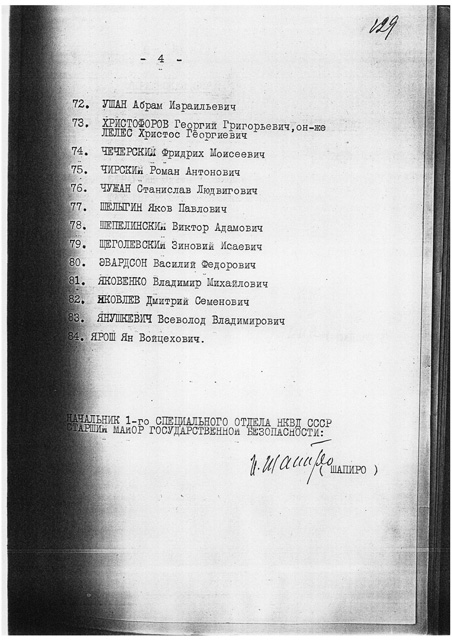 129
- 4 -
72. УШАН Абрам Израильевич
73. ХРИСТОФОРОВ Георгий Григорьевич, он-же
ЛЕЛЕС Христос Георгиевич
74. ЧЕЧЕРСКИЙ Фридрих Моисеевич
75. ЧИРСКИЙ Роман Антонович
76. ЧУЖАН Станислав Людвигович
77. ШЕЛЫГИН Яков Павлович
78. ШЕПЕЛИНСКИЙ Виктор Адамович
79. ЩЕГОЛЕВСКИЙ Зиновий Исаевич
80. ЭВАРДСОН Василий Федорович
81. ЯКОВЕНКО Владимир Михайлович
82. ЯКОВЛЕВ Дмитрий Семенович
83. ЯНУШКЕВИЧ Всеволод Владимирович
84. ЯРОШ Ян Войцехович.
НАЧАЛЬНИК 1-го СПЕЦИАЛЬНОГО ОТДЕЛА НКВД СССР
СТАРШИЙ МАЙОР ГОСУДАРСТВЕННОЙ БЕЗОПАСНОСТИ:
И. Шапиро
( ШАПИРО )